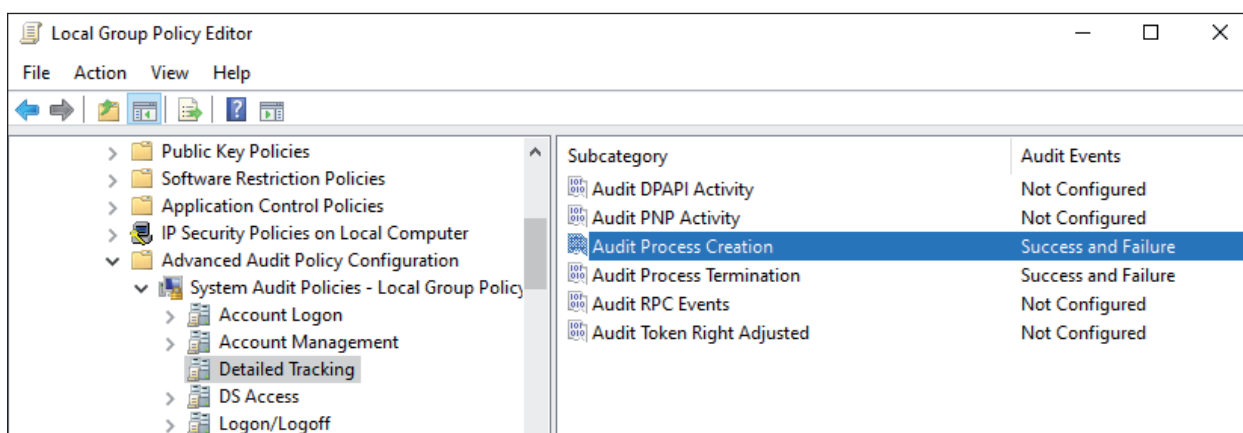 Local Group Policy Editor
File Action View Help
Public Key Policies
Software Restriction Policies
Application Control Policies
IP Security Policies on Local Computer
Advanced Audit Policy Configuration
System Audit Policies - Local Group Policy
Account Logon
Account Management
Detailed Tracking
DS Access
Logon/Logoff
Subcategory Audit Events
Audit DPAPI Activity Not Configured
Audit PNP Activity Not Configured
Audit Process Creation Success and Failure
Audit Process Termination Success and Failure
Audit RPC Events Not Configured
Audit Token Right Adjusted Not Configured